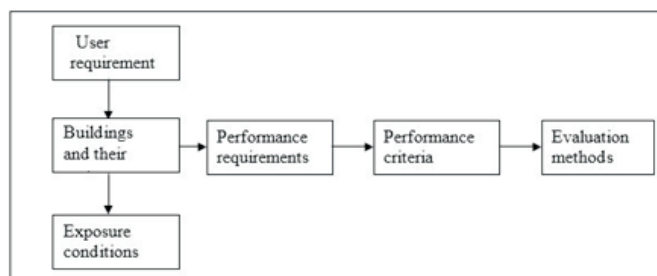 User
requirement
Buildings
and their
Performance
requirements
Performance
criteria
Evaluation
methods
Exposure
conditions